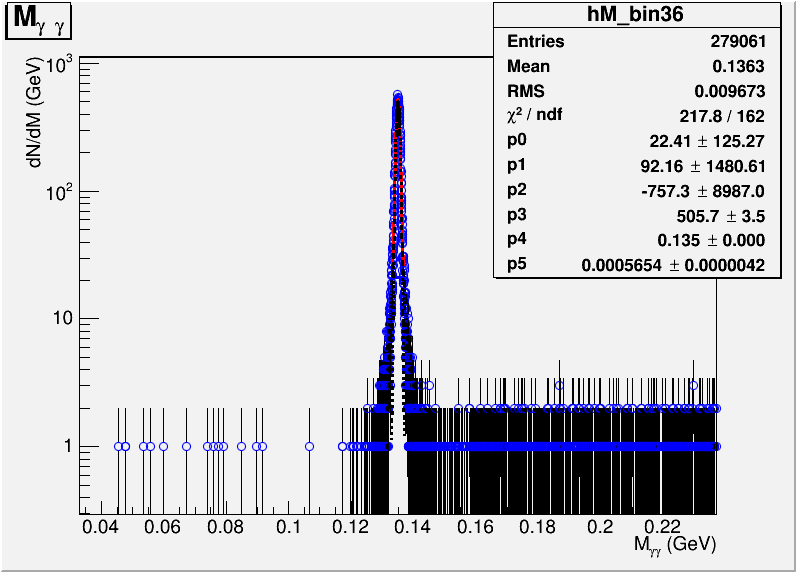 M γ γ
hM_bin36
Entries 279061
Mean 0.1363
RMS 0.009673
χ² / ndf 217.8 / 162
p0 22.41 ± 125.27
p1 92.16 ± 1480.61
p2 -757.3 ± 8987.0
p3 505.7 ± 3.5
p4 0.135 ± 0.000
p5 0.0005654 ± 0.0000042
dN/dM (GeV)
10³
10²
10
1
0.04 0.06 0.08 0.1 0.12 0.14 0.16 0.18 0.2 0.22
Mγγ (GeV)